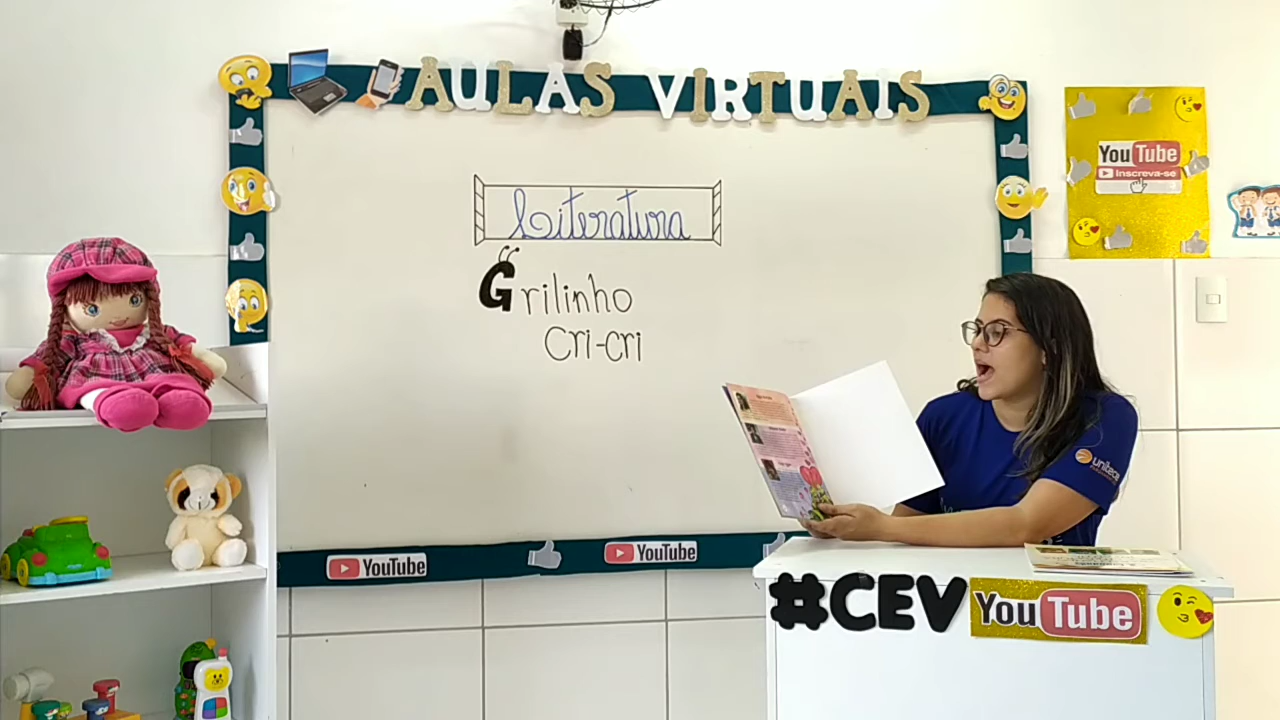 AULAS VIRTUAIS
Literatura
Grilinho
Cri-cri
YouTube
Inscreva-se
YouTube
YouTube
#CEV
YouTube